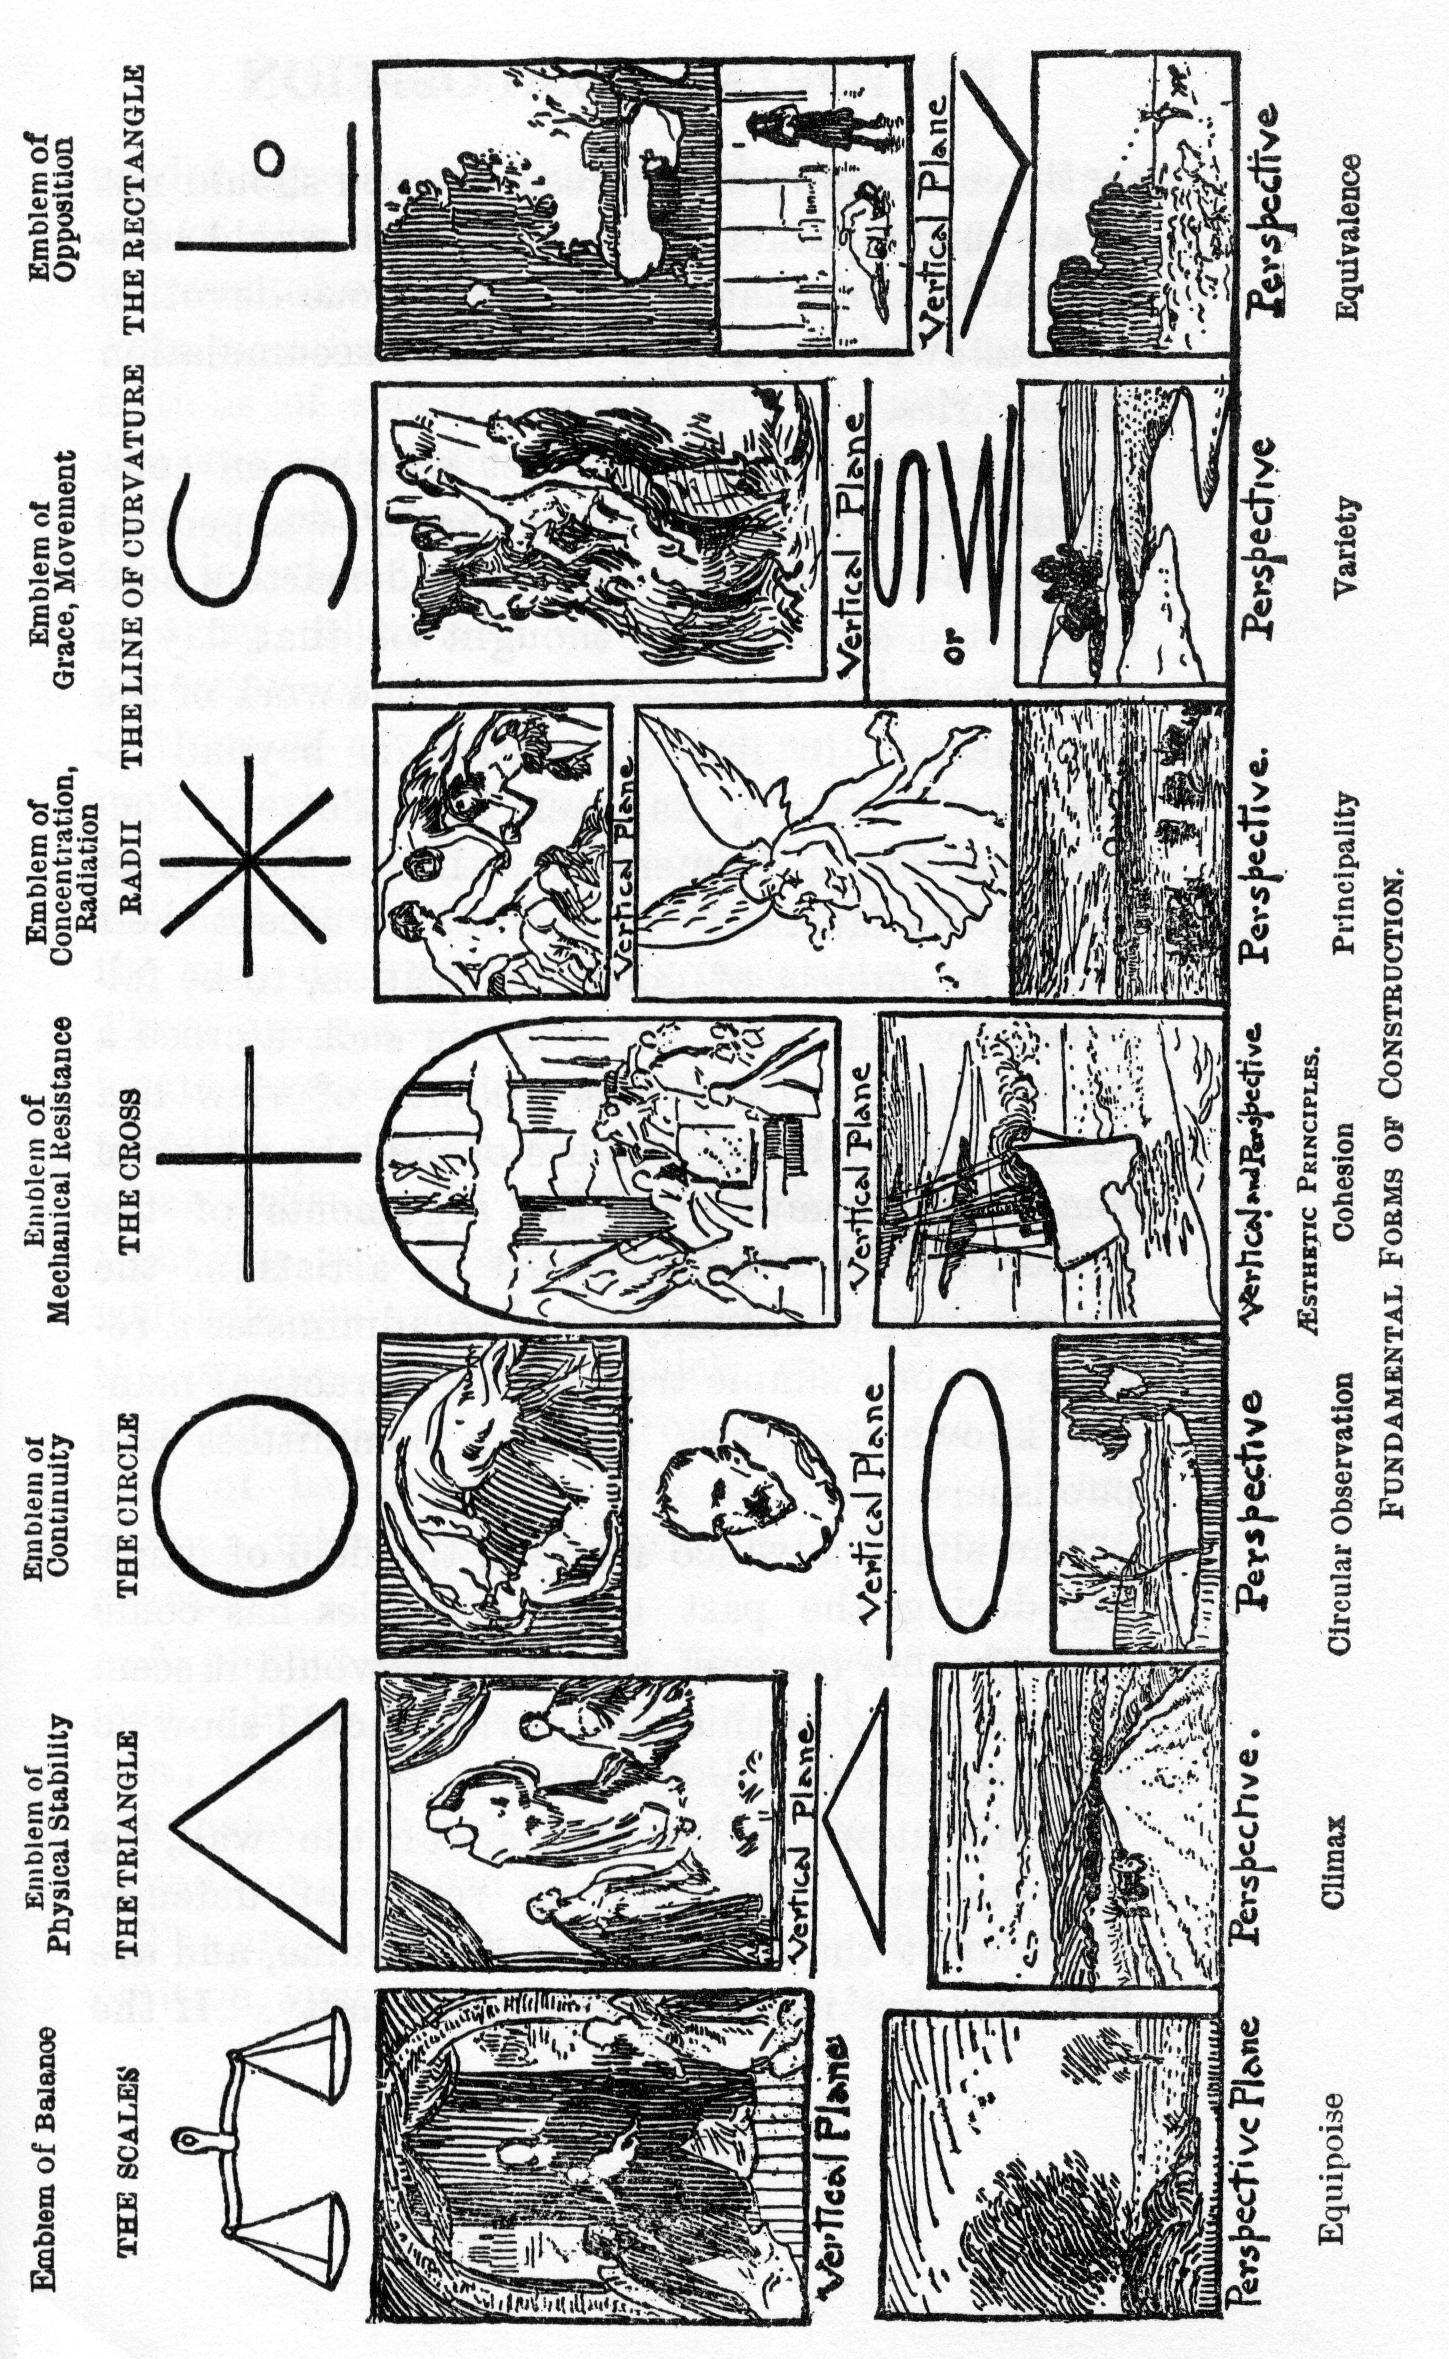 Emblem of Balance
THE SCALES
Vertical Plane
Perspective Plane
Equipoise
Emblem of
Physical Stability
THE TRIANGLE
Vertical Plane
Perspective.
Climax
Emblem of
Continuity
THE CIRCLE
Vertical Plane
Perspective
Circular Observation
Emblem of
Mechanical Resistance
THE CROSS
Vertical Plane
Vertical and Perspective
Cohesion
Emblem of
Concentration,
Radiation
RADII
Vertical Plane
Perspective.
Principality
Emblem of
Grace, Movement
THE LINE OF CURVATURE
Vertical Plane
or
Perspective
Variety
Emblem of
Opposition
THE RECTANGLE
Vertical Plane
Perspective
Equivalence
ÆSTHETIC PRINCIPLES.
FUNDAMENTAL FORMS OF CONSTRUCTION.